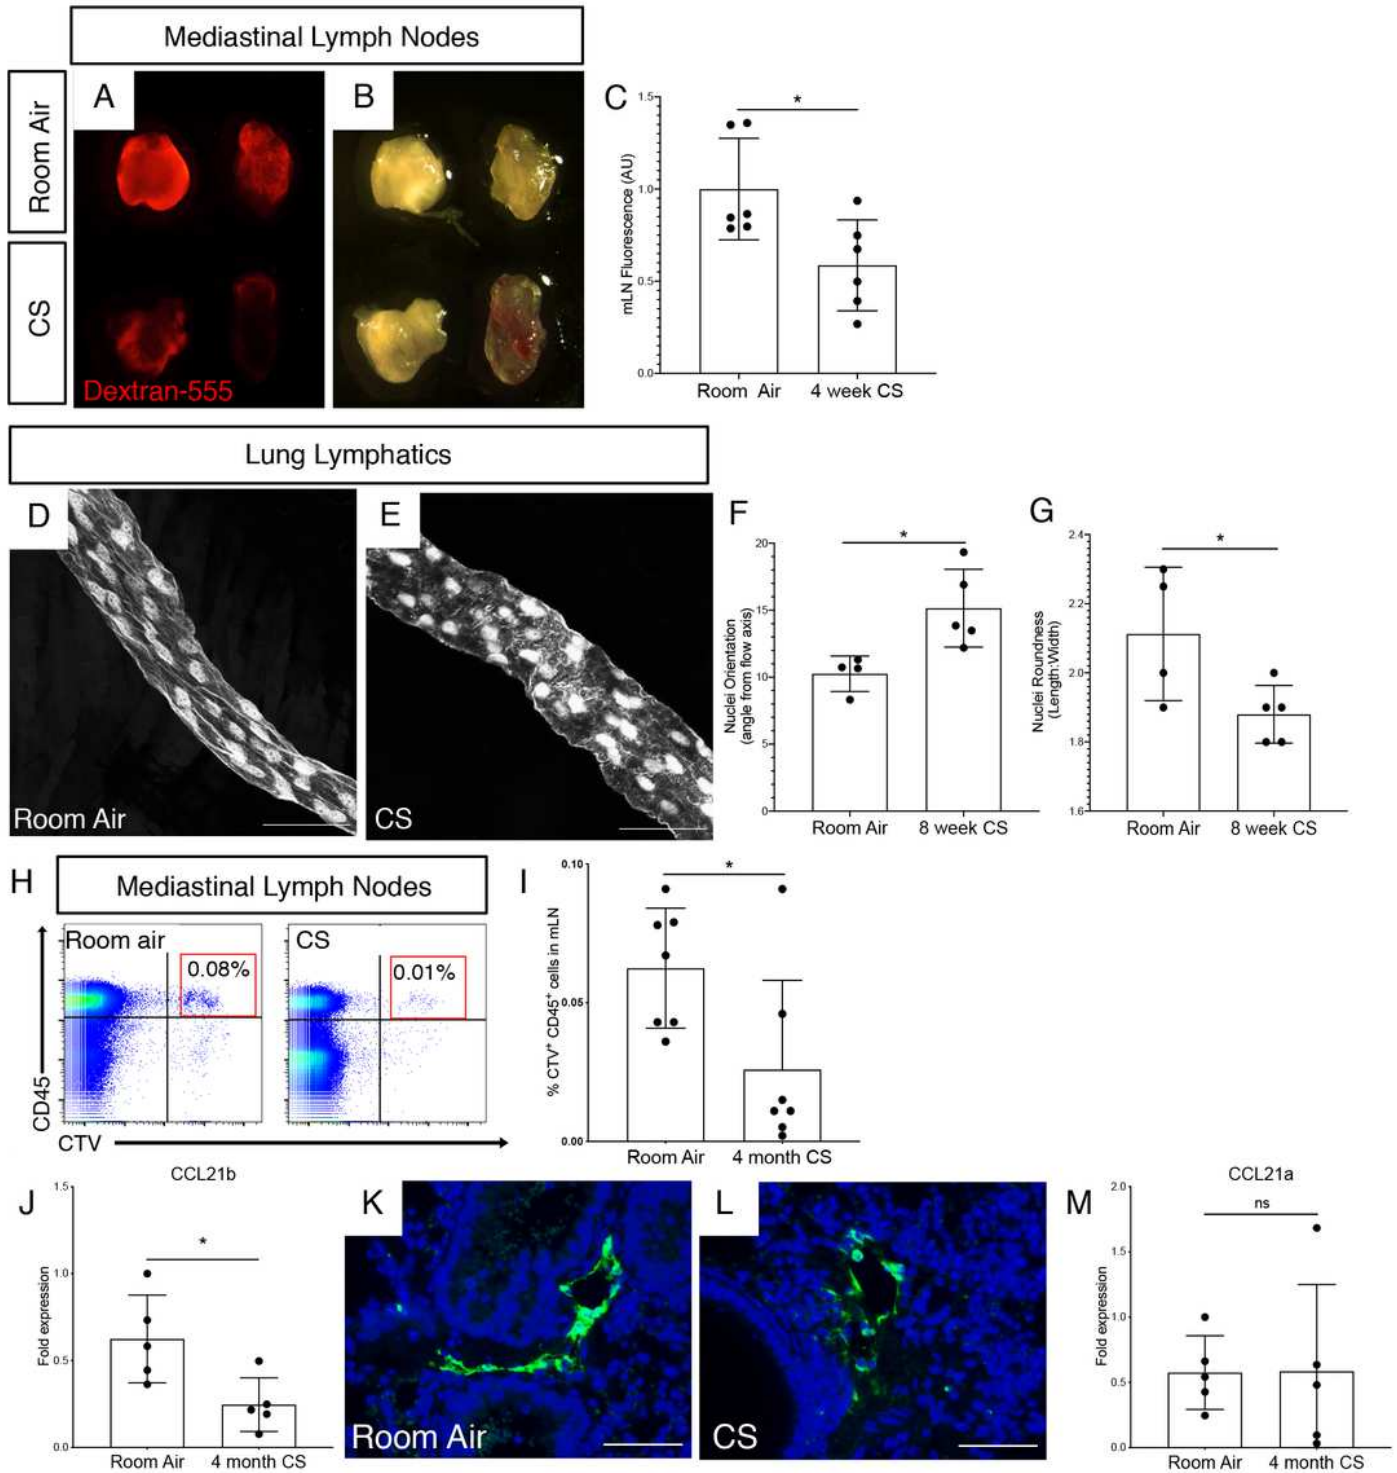 Mediastinal Lymph Nodes
Room Air
CS
A
B
Dextran-555
C
mLN Fluorescence (AU)
1.5
1.0
0.5
0.0
*
Room Air
4 week CS
Lung Lymphatics
D
Room Air
E
CS
F
Nuclei Orientation
(angle from flow axis)
20
15
10
5
0
*
Room Air
8 week CS
G
Nuclei Roundness
(Length:Width)
2.4
2.2
2.0
1.8
1.6
*
Room Air
8 week CS
H
Mediastinal Lymph Nodes
Room air
0.08%
CS
0.01%
CD45
CTV
I
% CTV⁺ CD45⁺ cells in mLN
0.10
0.05
0.00
*
Room Air
4 month CS
J
CCL21b
Fold expression
1.5
1.0
0.5
0.0
*
Room Air
4 month CS
K
Room Air
L
CS
M
CCL21a
Fold expression
2.0
1.5
1.0
0.5
0.0
ns
Room Air
4 month CS